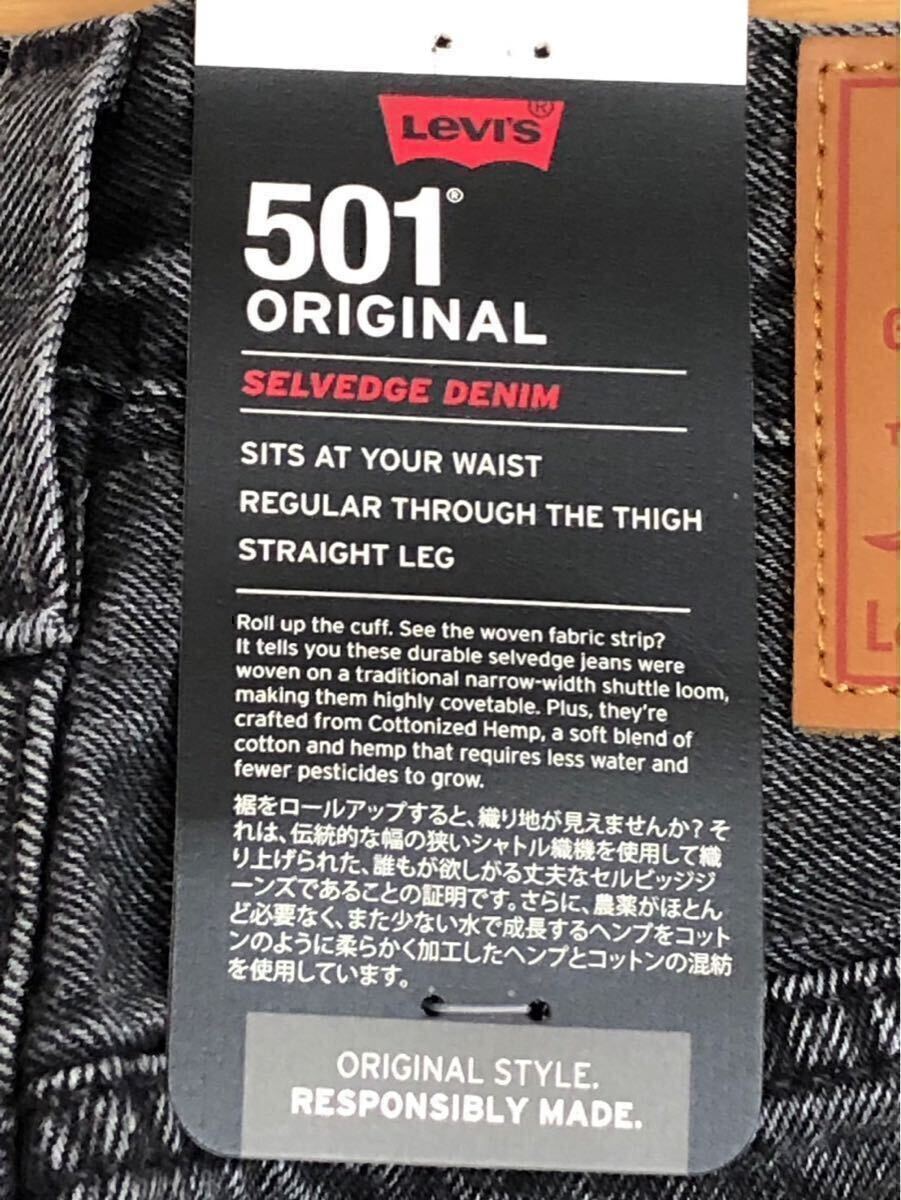 LEVI'S®
501®
ORIGINAL
SELVEDGE DENIM
SITS AT YOUR WAIST
REGULAR THROUGH THE THIGH
STRAIGHT LEG
Roll up the cuff. See the woven fabric strip?
It tells you these durable selvedge jeans were
woven on a traditional narrow-width shuttle loom,
making them highly covetable. Plus, they're
crafted from Cottonized Hemp, a soft blend of
cotton and hemp that requires less water and
fewer pesticides to grow.
裾をロールアップすると、織り地が見えませんか？そ
れは、伝統的な幅の狭いシャトル織機を使用して織
り上げられた、誰もが欲しがる丈夫なセルビッジジ
ーンズであることの証明です。さらに、農薬がほとん
ど必要なく、また少ない水で成長するヘンプをコット
ンのように柔らかく加工したヘンプとコットンの混紡
を使用しています。
ORIGINAL STYLE.
RESPONSIBLY MADE.